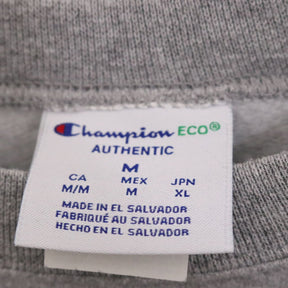 Champion ECO®
AUTHENTIC
M
CA MEX JPN
M/M M XL
MADE IN EL SALVADOR
FABRIQUÉ AU SALVADOR
HECHO EN EL SALVADOR